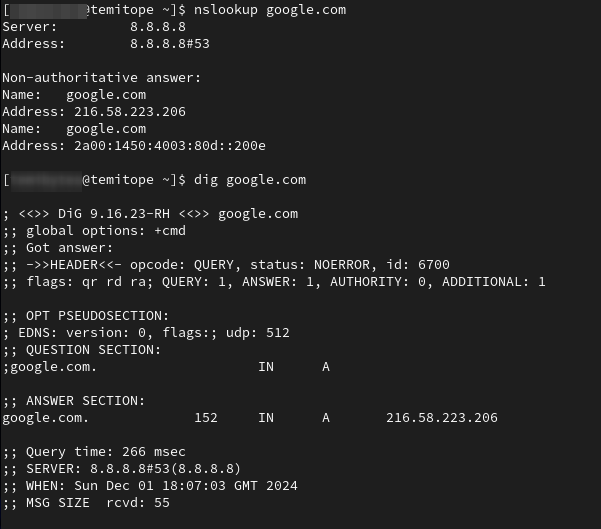 [ @temitope ~]$ nslookup google.com
Server:         8.8.8.8
Address:        8.8.8.8#53

Non-authoritative answer:
Name:   google.com
Address: 216.58.223.206
Name:   google.com
Address: 2a00:1450:4003:80d::200e

[ @temitope ~]$ dig google.com

; <<>> DiG 9.16.23-RH <<>> google.com
;; global options: +cmd
;; Got answer:
;; ->>HEADER<<- opcode: QUERY, status: NOERROR, id: 6700
;; flags: qr rd ra; QUERY: 1, ANSWER: 1, AUTHORITY: 0, ADDITIONAL: 1

;; OPT PSEUDOSECTION:
; EDNS: version: 0, flags:; udp: 512
;; QUESTION SECTION:
;google.com.                    IN      A

;; ANSWER SECTION:
google.com.             152     IN      A       216.58.223.206

;; Query time: 266 msec
;; SERVER: 8.8.8.8#53(8.8.8.8)
;; WHEN: Sun Dec 01 18:07:03 GMT 2024
;; MSG SIZE  rcvd: 55